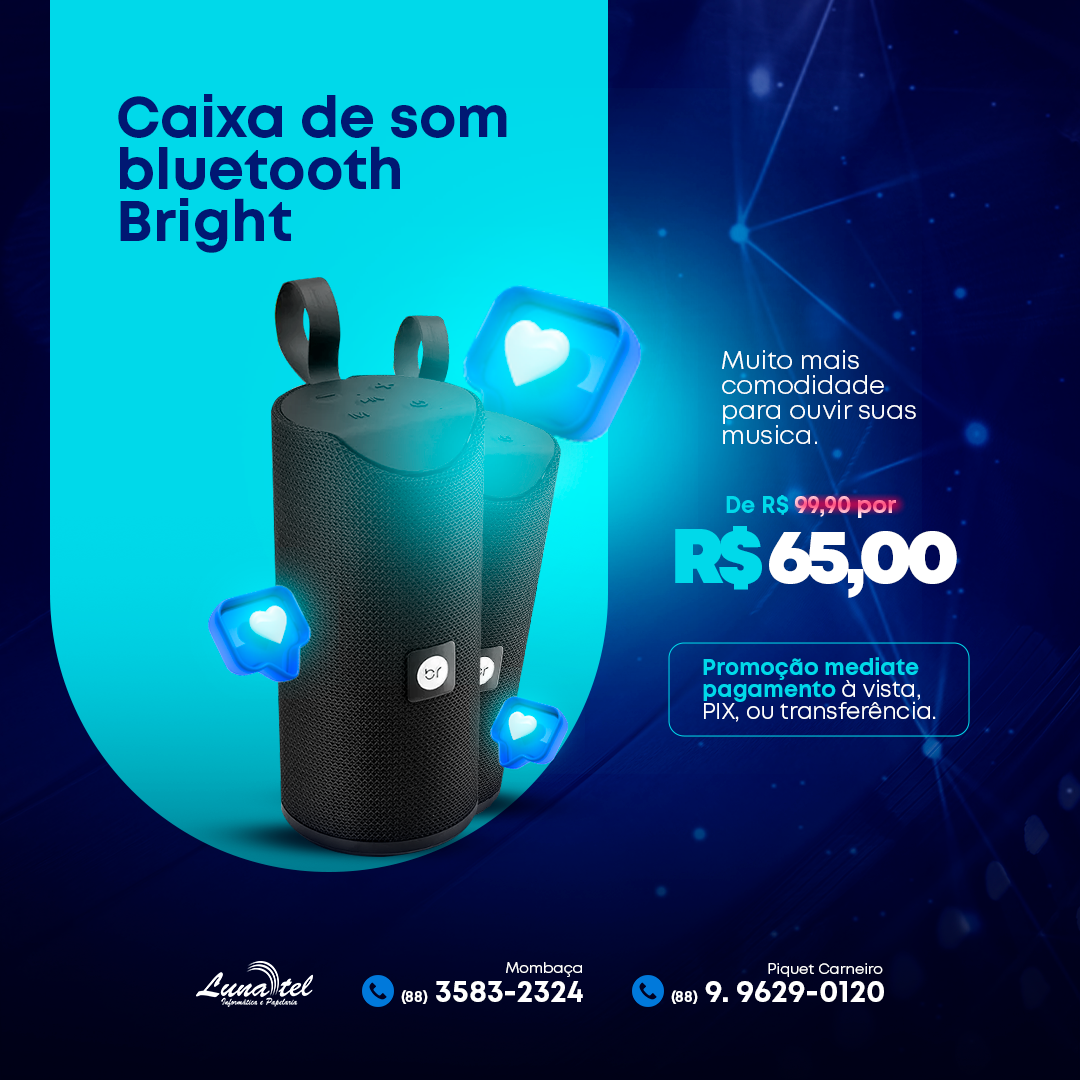 Caixa de som
bluetooth
Bright
Muito mais
comodidade
para ouvir suas
musica.
De R$ 99,90 por
R$ 65,00
Promoção mediate
pagamento à vista,
PIX, ou transferência.
br
br
Lunatel
Informática e Papelaria
Mombaça
(88) 3583-2324
Piquet Carneiro
(88) 9. 9629-0120